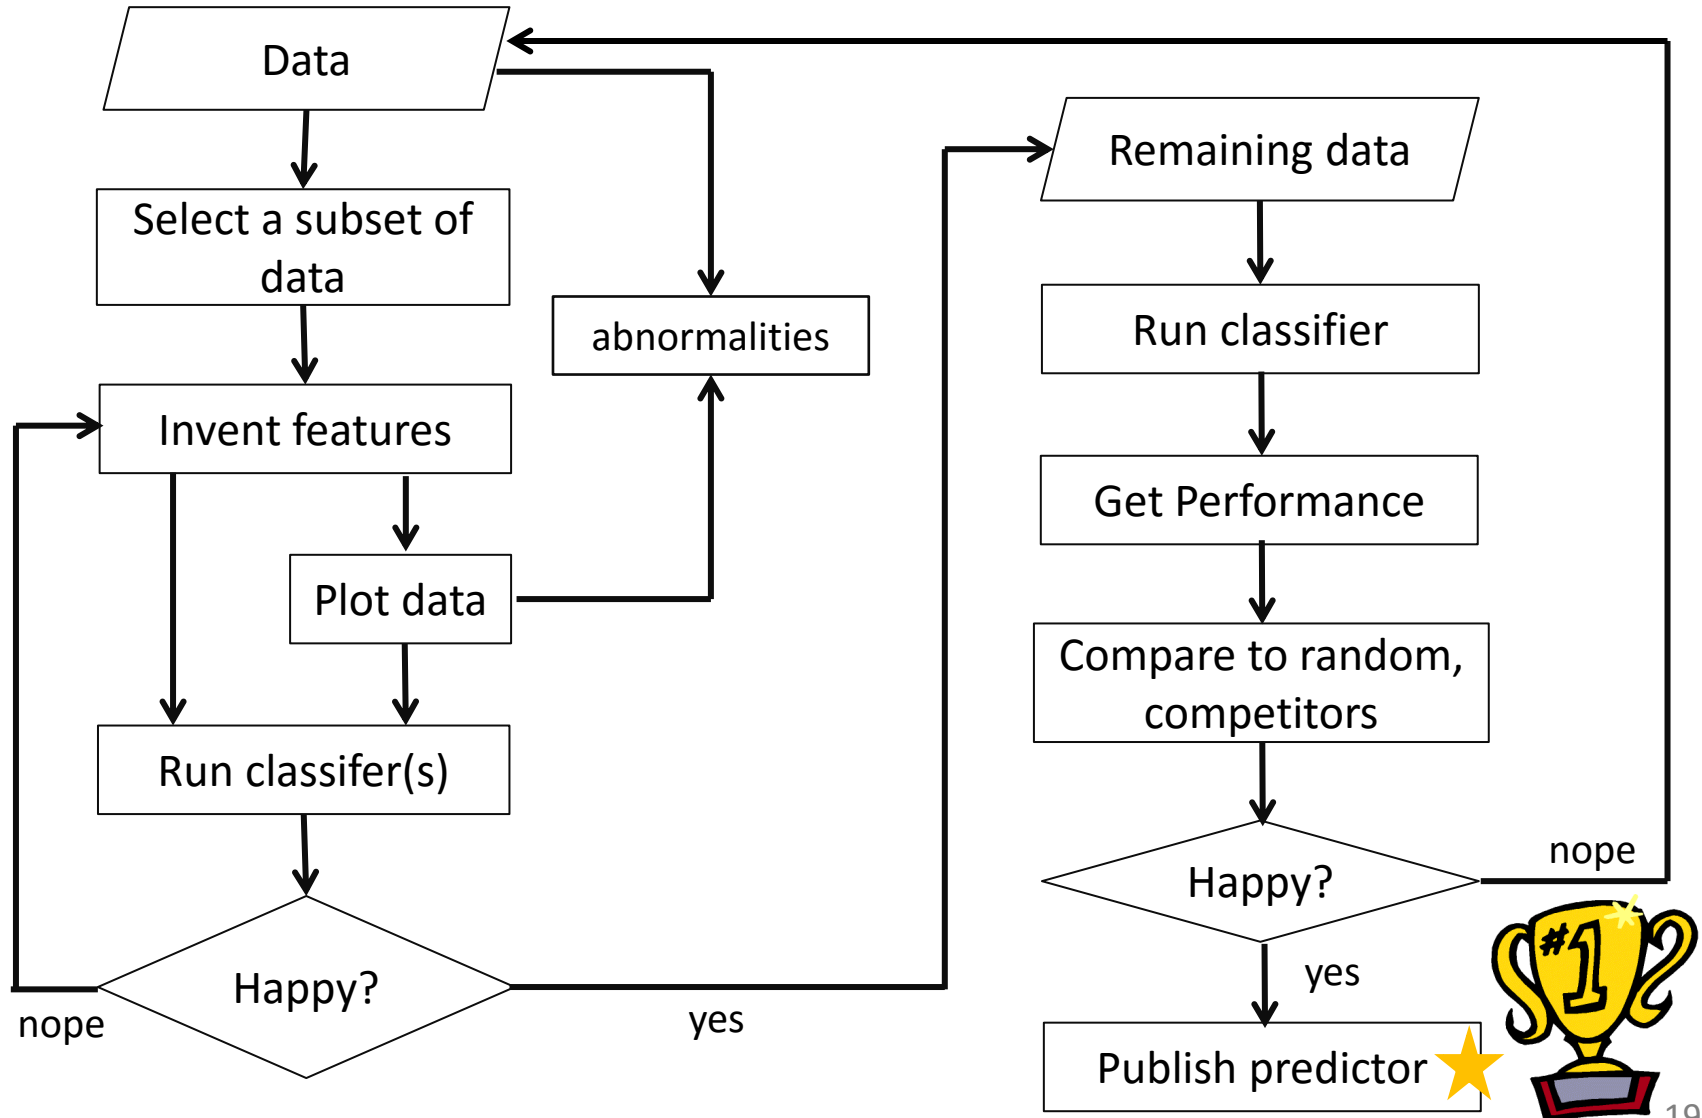 Data
Select a subset of
data
abnormalities
Invent features
Plot data
Run classifer(s)
Happy?
nope
yes
Remaining data
Run classifier
Get Performance
Compare to random,
competitors
Happy?
nope
yes
Publish predictor
#1
19